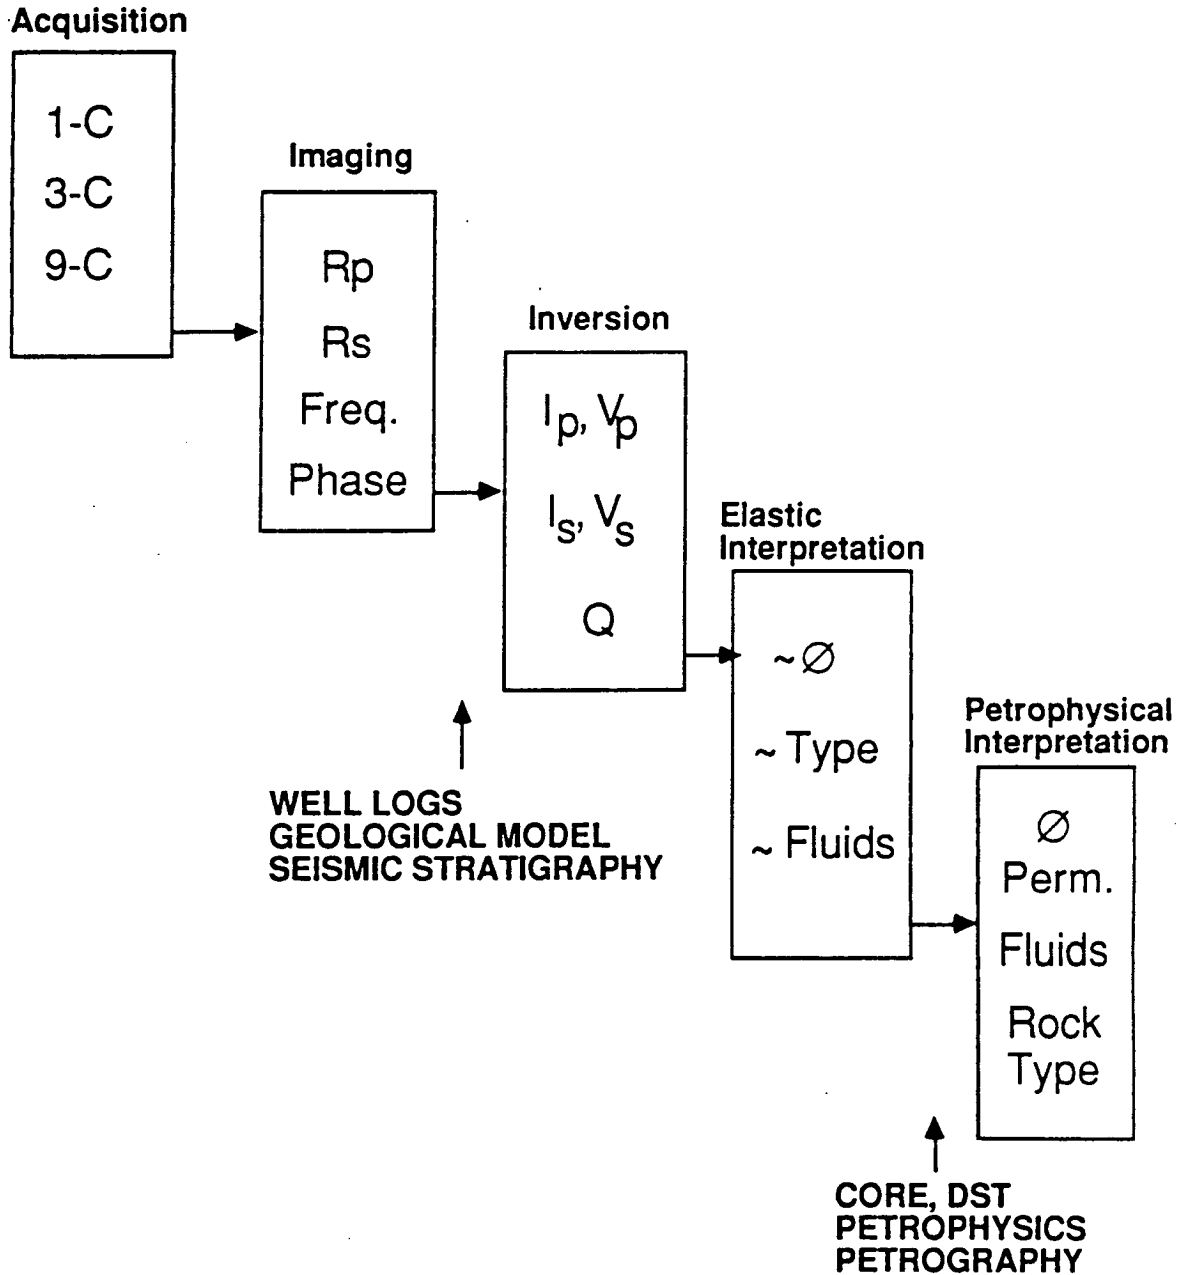 Acquisition
1-C
3-C
9-C
Imaging
Rp
Rs
Freq.
Phase
Inversion
Ip, Vp
Is, Vs
Q
WELL LOGS
GEOLOGICAL MODEL
SEISMIC STRATIGRAPHY
Elastic
Interpretation
~ Ø
~ Type
~ Fluids
Petrophysical
Interpretation
Ø
Perm.
Fluids
Rock
Type
CORE, DST
PETROPHYSICS
PETROGRAPHY